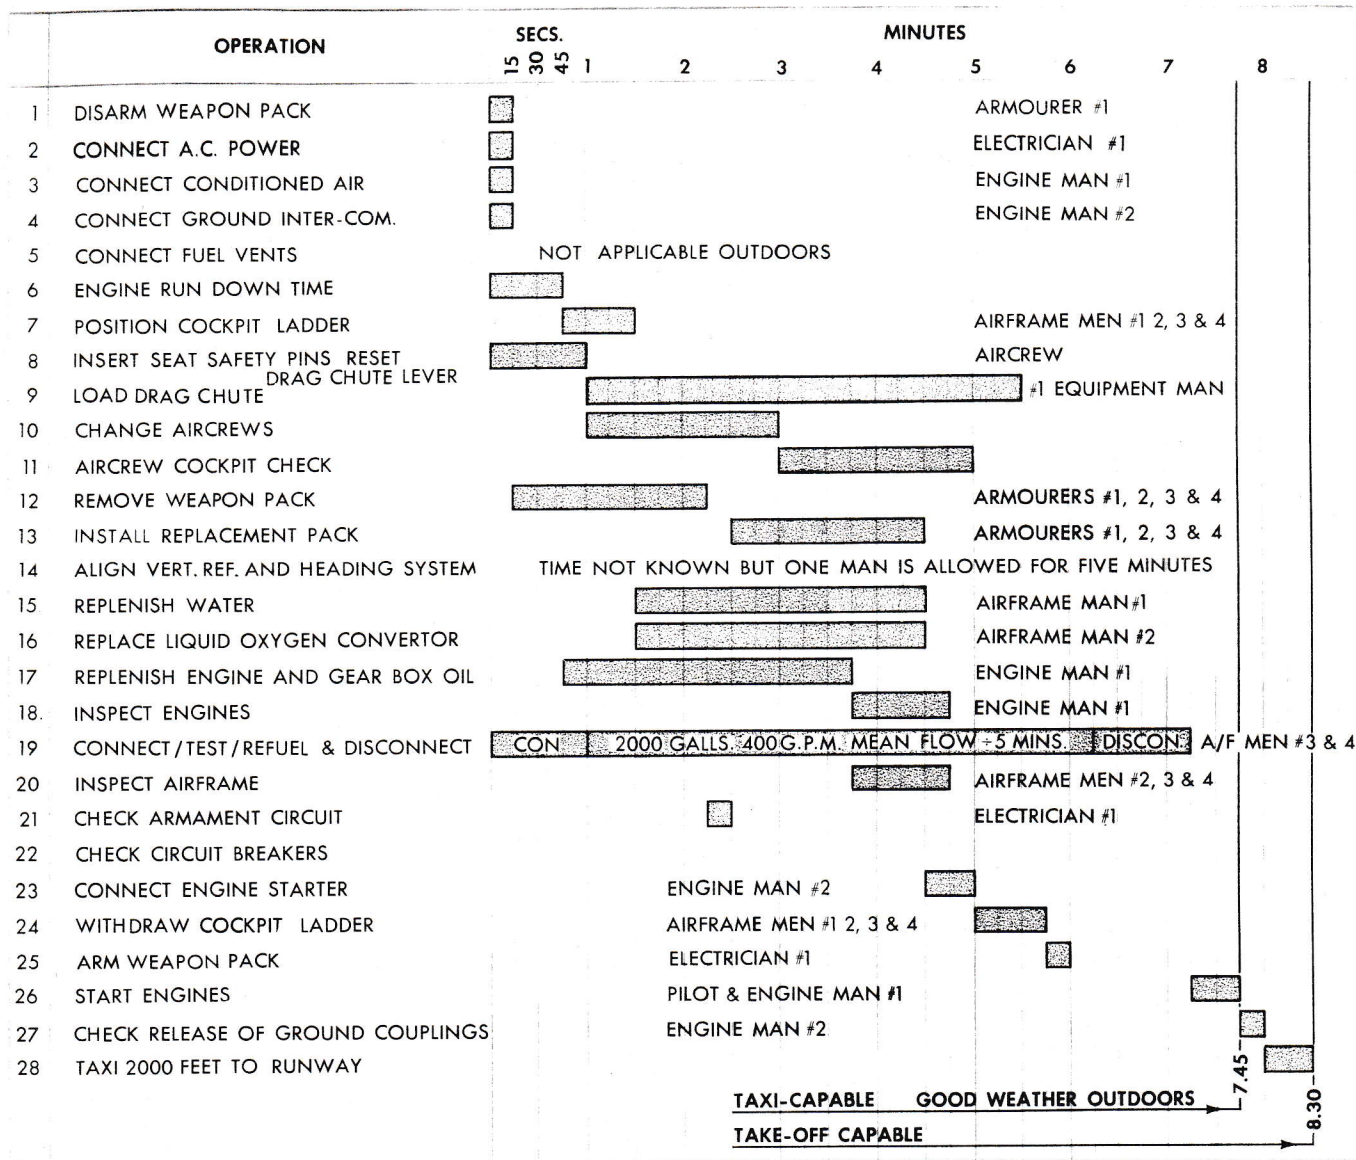 OPERATION SECS. MINUTES
15 30 45 1 2 3 4 5 6 7 8
1 DISARM WEAPON PACK ARMOURER #1
2 CONNECT A.C. POWER ELECTRICIAN #1
3 CONNECT CONDITIONED AIR ENGINE MAN #1
4 CONNECT GROUND INTER-COM. ENGINE MAN #2
5 CONNECT FUEL VENTS NOT APPLICABLE OUTDOORS
6 ENGINE RUN DOWN TIME
7 POSITION COCKPIT LADDER AIRFRAME MEN #1 2, 3 & 4
8 INSERT SEAT SAFETY PINS RESET AIRCREW
DRAG CHUTE LEVER
9 LOAD DRAG CHUTE #1 EQUIPMENT MAN
10 CHANGE AIRCREWS
11 AIRCREW COCKPIT CHECK
12 REMOVE WEAPON PACK ARMOURERS #1, 2, 3 & 4
13 INSTALL REPLACEMENT PACK ARMOURERS #1, 2, 3 & 4
14 ALIGN VERT. REF. AND HEADING SYSTEM TIME NOT KNOWN BUT ONE MAN IS ALLOWED FOR FIVE MINUTES
15 REPLENISH WATER AIRFRAME MAN #1
16 REPLACE LIQUID OXYGEN CONVERTOR AIRFRAME MAN #2
17 REPLENISH ENGINE AND GEAR BOX OIL ENGINE MAN #1
18. INSPECT ENGINES ENGINE MAN #1
19 CONNECT/TEST/REFUEL & DISCONNECT CON 2000 GALLS. 400 G.P.M. MEAN FLOW ÷5 MINS. DISCON. A/F MEN #3 & 4
20 INSPECT AIRFRAME AIRFRAME MEN #2, 3 & 4
21 CHECK ARMAMENT CIRCUIT ELECTRICIAN #1
22 CHECK CIRCUIT BREAKERS
23 CONNECT ENGINE STARTER ENGINE MAN #2
24 WITHDRAW COCKPIT LADDER AIRFRAME MEN #1 2, 3 & 4
25 ARM WEAPON PACK ELECTRICIAN #1
26 START ENGINES PILOT & ENGINE MAN #1
27 CHECK RELEASE OF GROUND COUPLINGS ENGINE MAN #2
28 TAXI 2000 FEET TO RUNWAY
TAXI-CAPABLE GOOD WEATHER OUTDOORS 7.45
TAKE-OFF CAPABLE 8.30